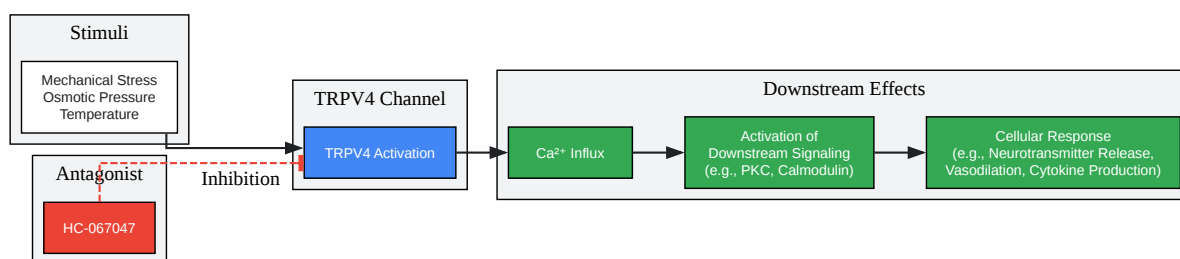 Stimuli
Mechanical Stress
Osmotic Pressure
Temperature
Antagonist
HC-067047
Inhibition
TRPV4 Channel
TRPV4 Activation
Downstream Effects
Ca²⁺ Influx
Activation of
Downstream Signaling
(e.g., PKC, Calmodulin)
Cellular Response
(e.g., Neurotransmitter Release,
Vasodilation, Cytokine Production)